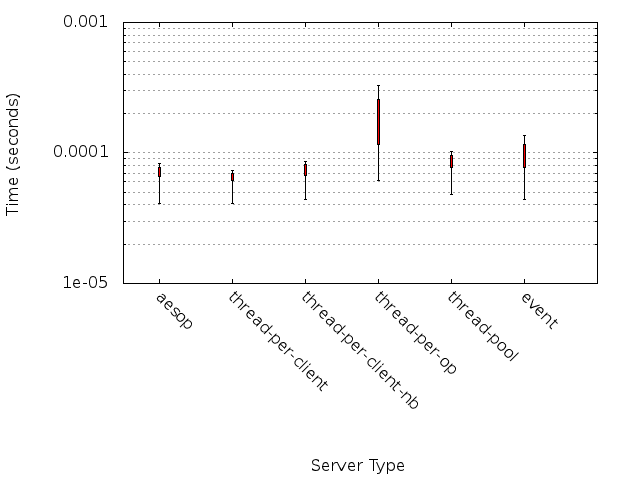 0.001
Time (seconds)
0.0001
1e-05
aesop
thread-per-client
thread-per-client-nb
thread-per-op
thread-pool
event
Server Type